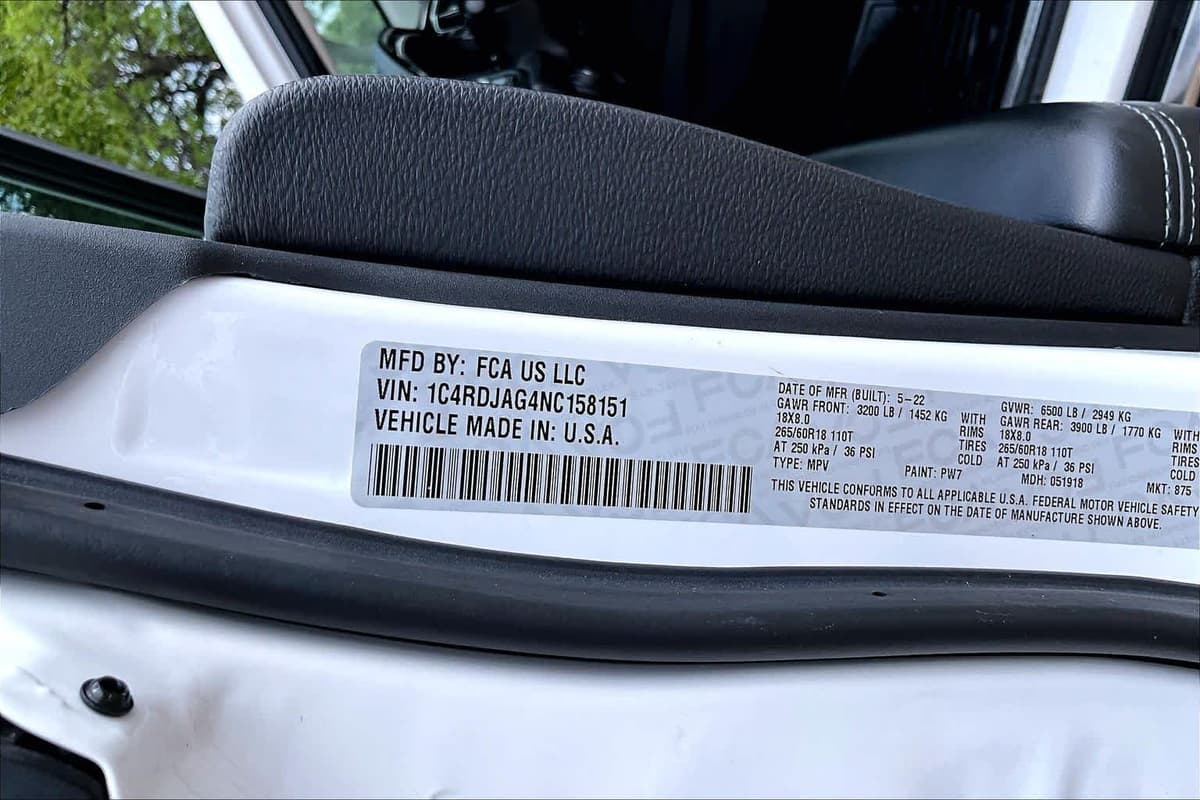 MFD BY: FCA US LLC
VIN: 1C4RDJAG4NC158151
VEHICLE MADE IN: U.S.A.
DATE OF MFR (BUILT): 5-22 GVWR: 6500 LB / 2949 KG
GAWR FRONT: 3200 LB / 1452 KG WITH GAWR REAR: 3900 LB / 1770 KG WITH
18X8.0 RIMS 18X8.0 RIMS
265/60R18 110T TIRES 265/60R18 110T TIRES
AT 250 kPa / 36 PSI COLD AT 250 kPa / 36 PSI COLD
TYPE: MPV PAINT: PW7 MDH: 051918 MKT: 875
THIS VEHICLE CONFORMS TO ALL APPLICABLE U.S.A. FEDERAL MOTOR VEHICLE SAFETY
STANDARDS IN EFFECT ON THE DATE OF MANUFACTURE SHOWN ABOVE.